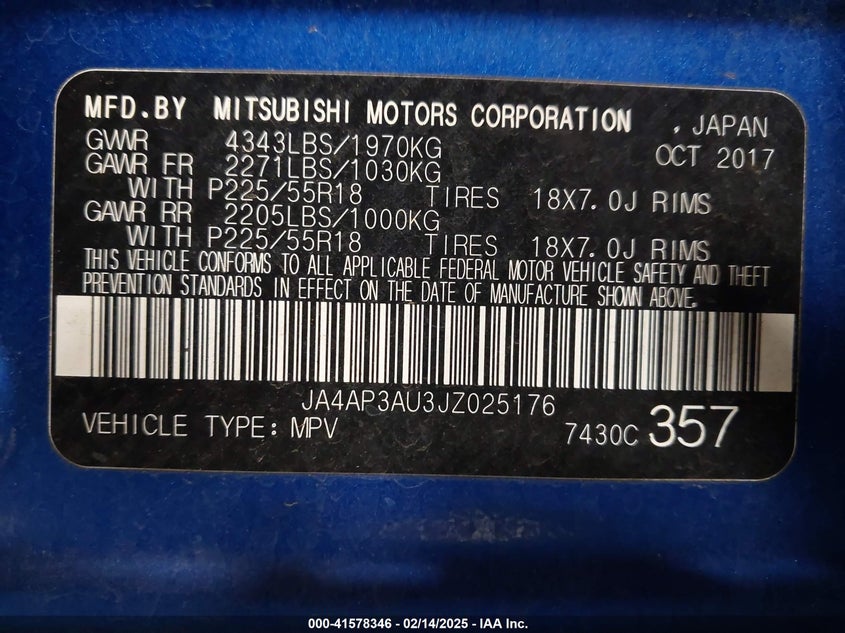 MFD.BY MITSUBISHI MOTORS CORPORATION , JAPAN
GVWR 4343LBS/1970KG OCT 2017
GAWR FR 2271LBS/1030KG
WITH P225/55R18 TIRES 18X7.0J RIMS
GAWR RR 2205LBS/1000KG
WITH P225/55R18 TIRES 18X7.0J RIMS
THIS VEHICLE CONFORMS TO ALL APPLICABLE FEDERAL MOTOR VEHICLE SAFETY AND THEFT
PREVENTION STANDARDS IN EFFECT ON THE DATE OF MANUFACTURE SHOWN ABOVE.
JA4AP3AU3JZ025176
VEHICLE TYPE: MPV 7430C 357
000-41578346 - 02/14/2025 - IAA Inc.